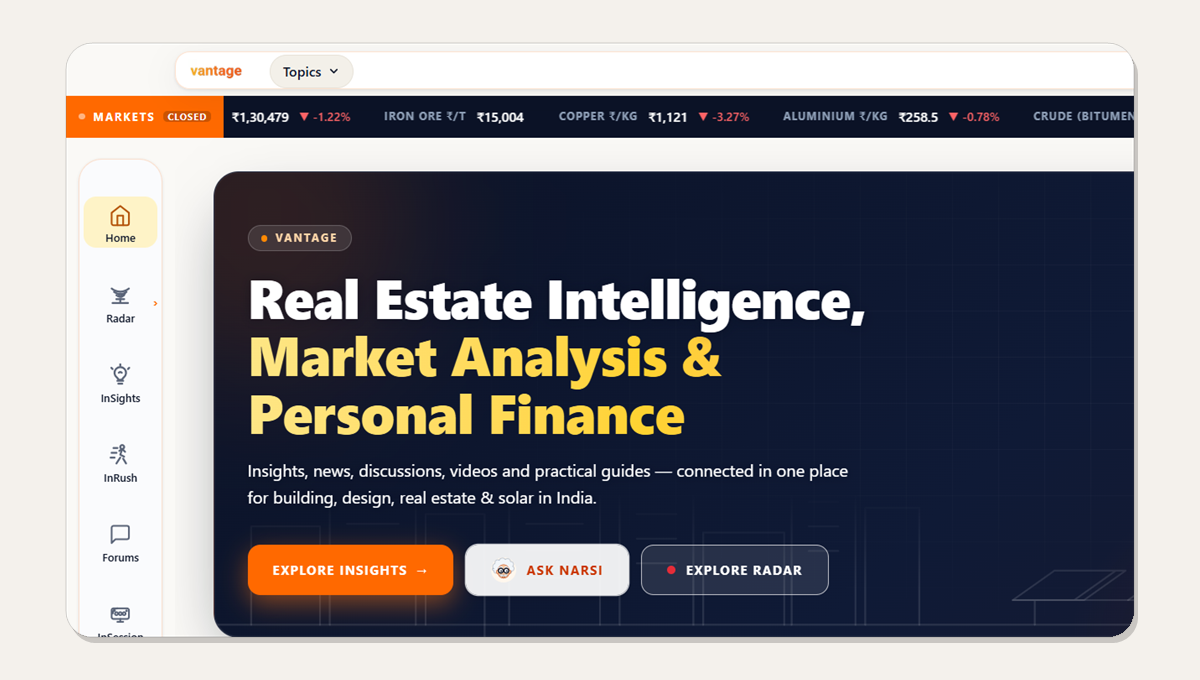 vantage
Topics
MARKETS CLOSED ₹1,30,479 ▼ -1.22% IRON ORE ₹/T ₹15,004 COPPER ₹/KG ₹1,121 ▼ -3.27% ALUMINIUM ₹/KG ₹258.5 ▼ -0.78% CRUDE (BITUMEN
Home
Radar
InSights
InRush
Forums
InSession
VANTAGE
Real Estate Intelligence,
Market Analysis &
Personal Finance
Insights, news, discussions, videos and practical guides — connected in one place
for building, design, real estate & solar in India.
EXPLORE INSIGHTS →
ASK NARSI
EXPLORE RADAR